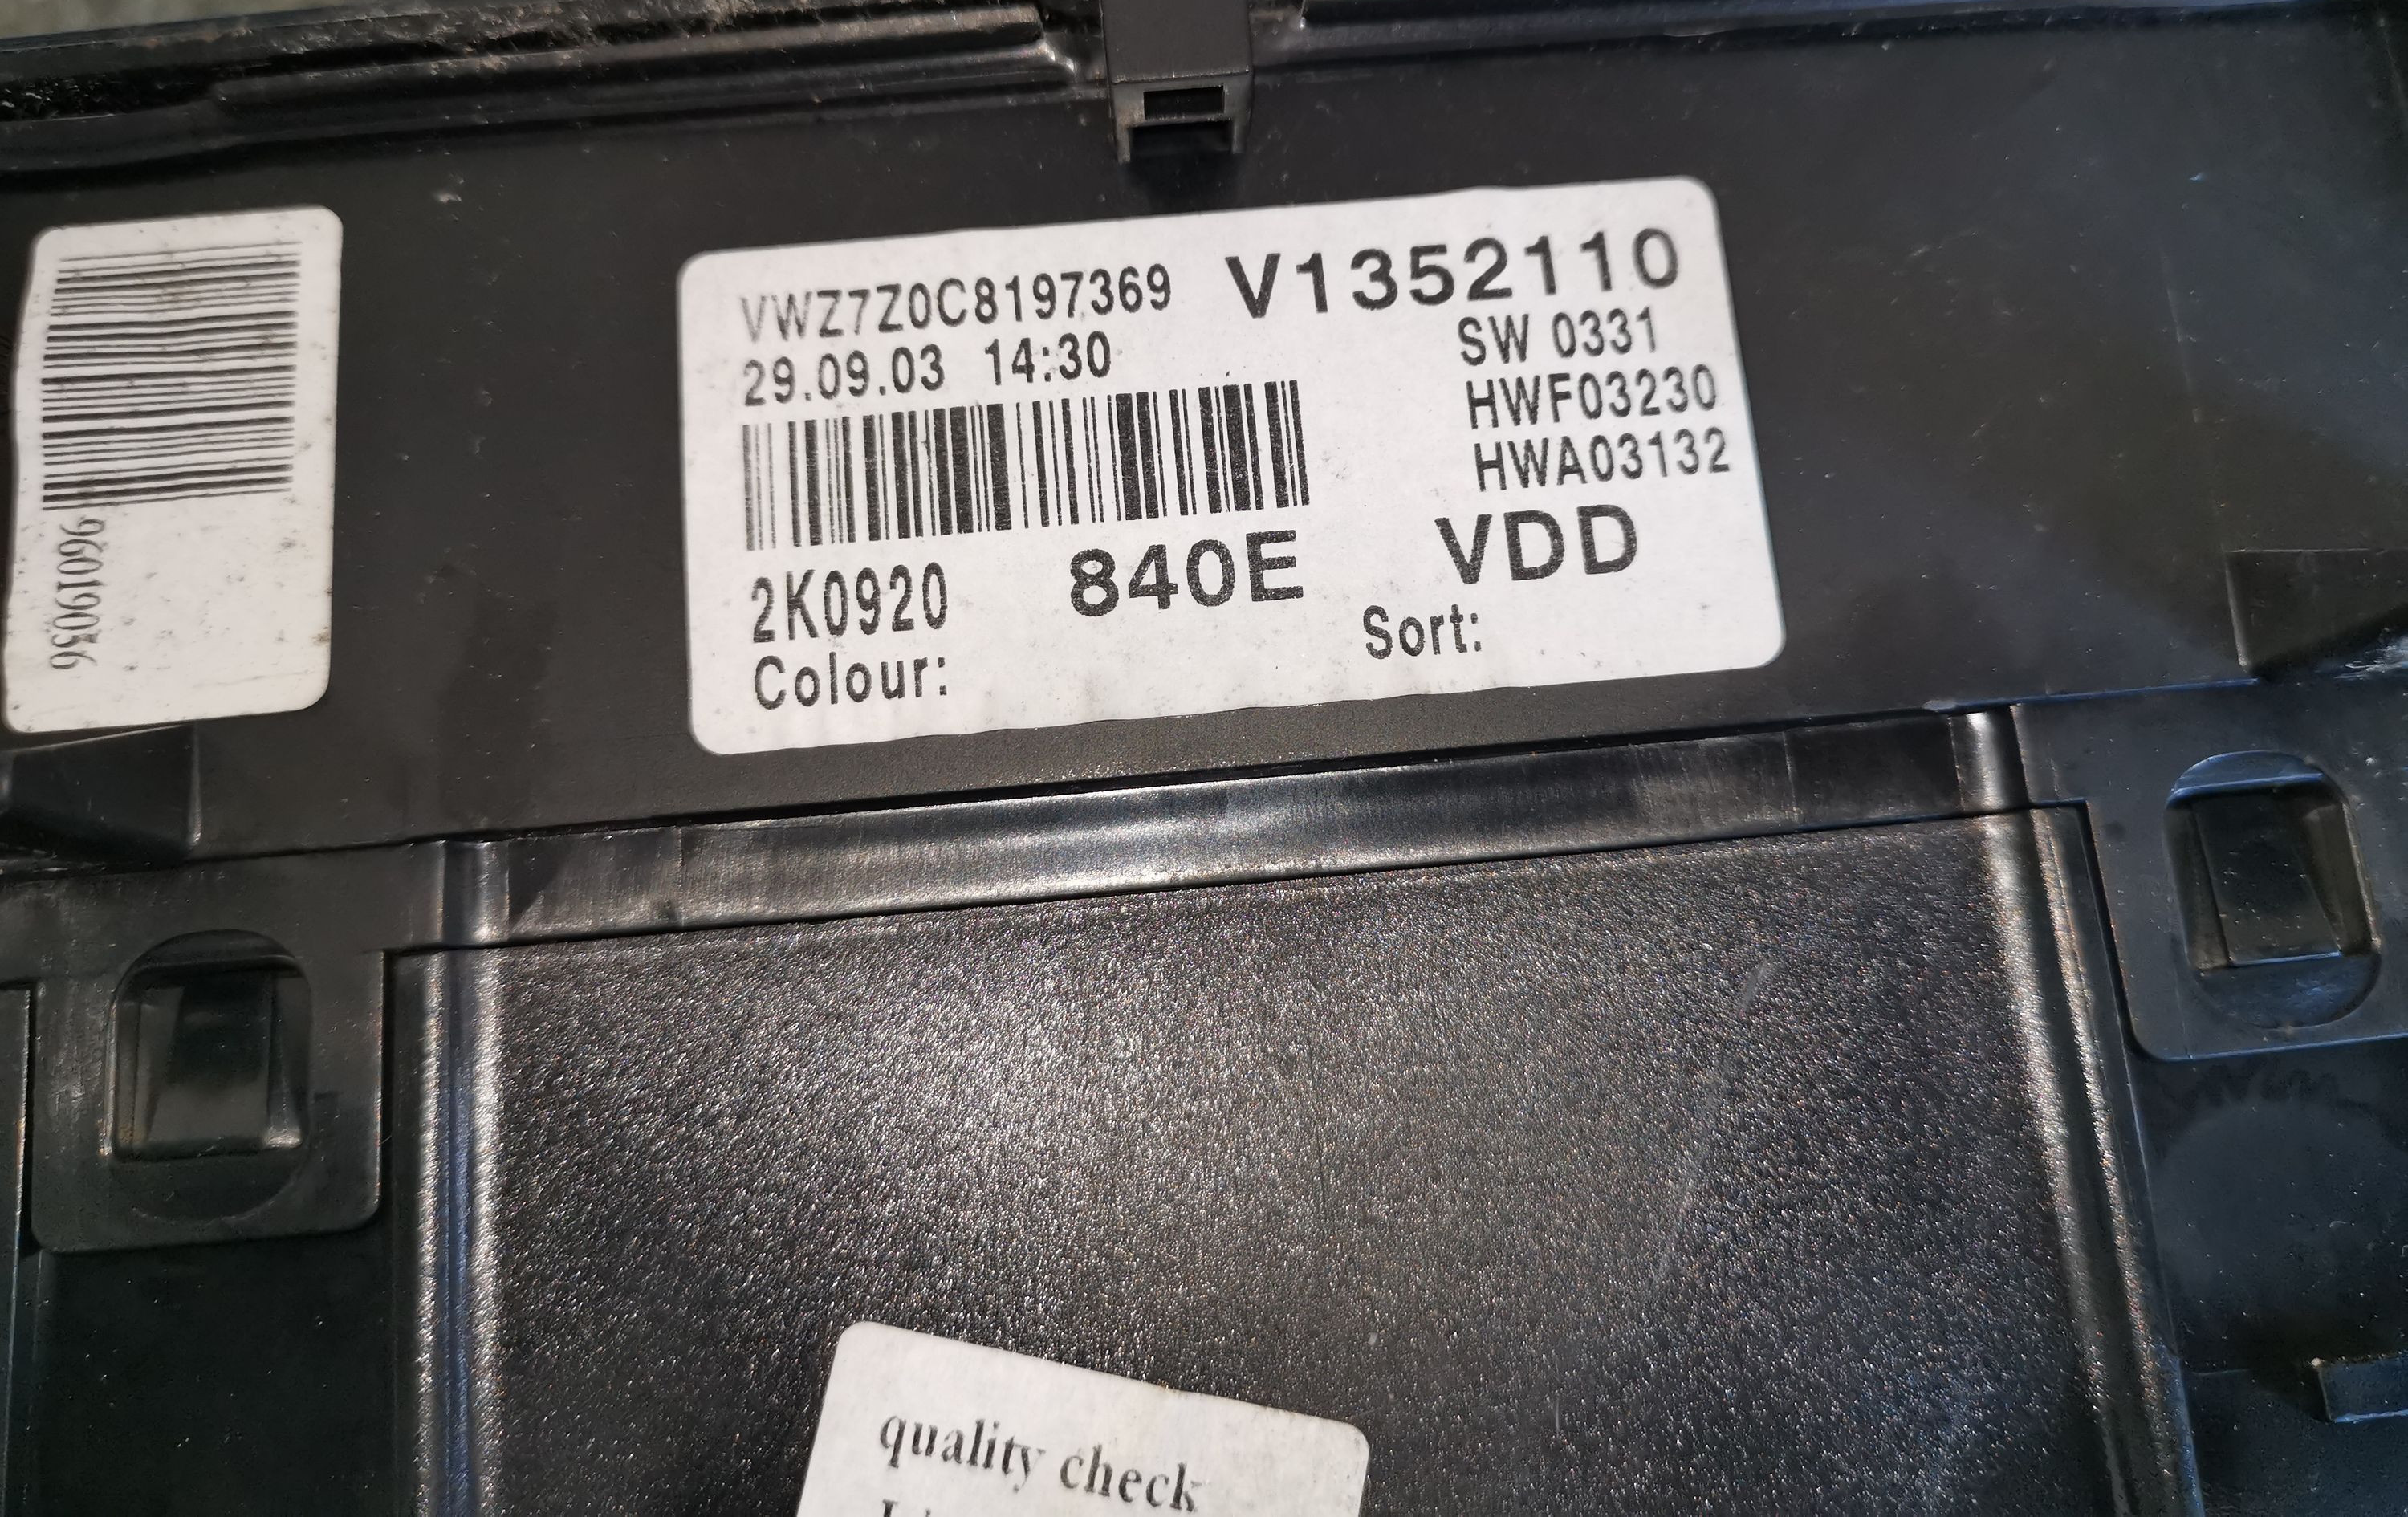 96019036
VWZ7Z0C8197369 V1352110
29.09.03 14:30 SW 0331
HWF03230
HWA03132
2K0920 840E VDD
Colour: Sort:
quality check